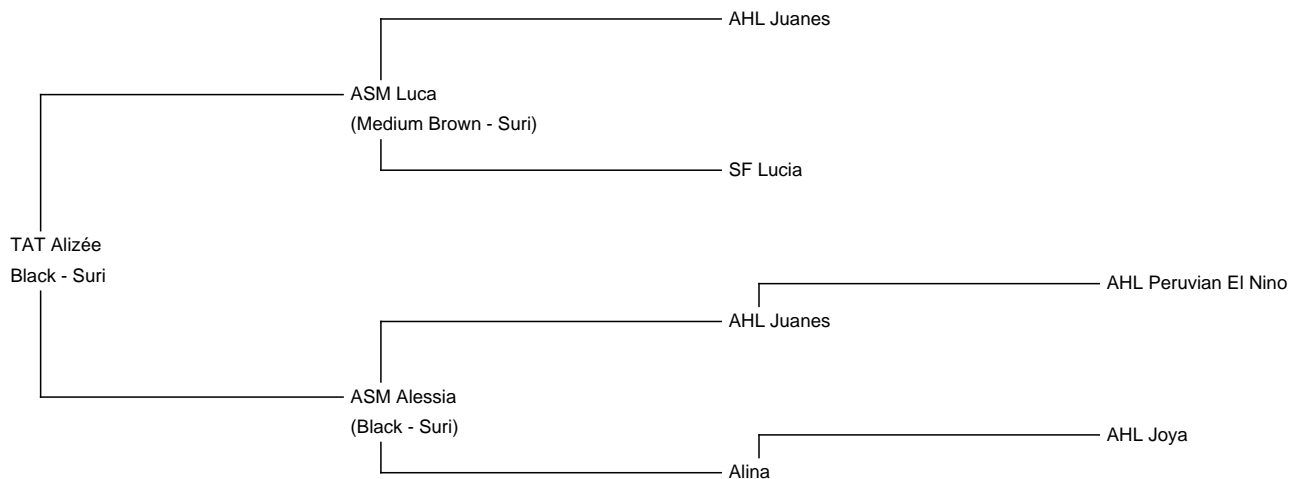 AHL Juanes
ASM Luca
(Medium Brown - Suri)
SF Lucia
TAT Alizée
Black - Suri
AHL Peruvian El Nino
AHL Juanes
ASM Alessia
(Black - Suri)
AHL Joya
Alina